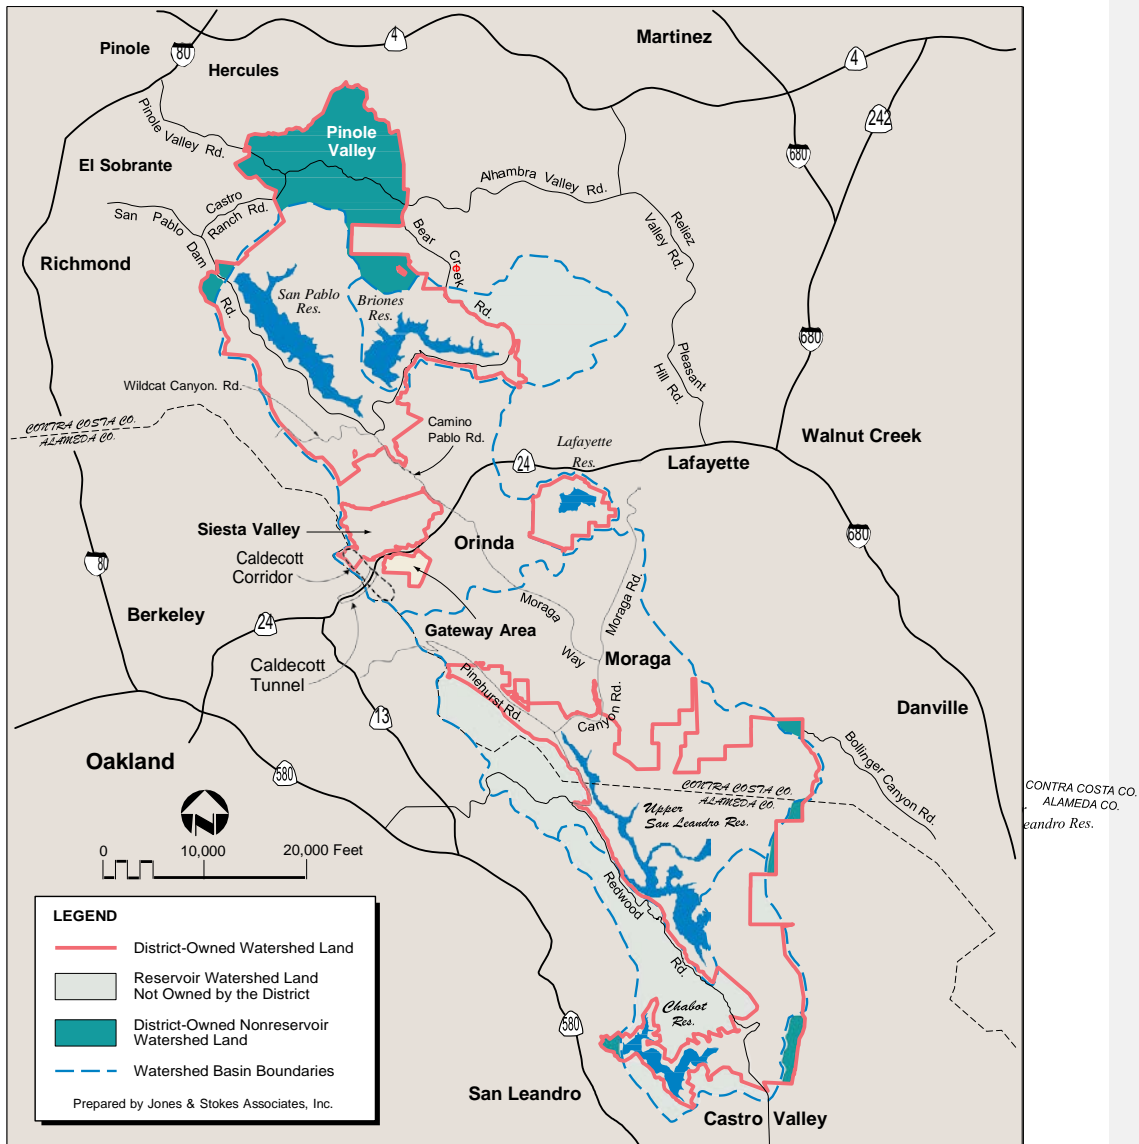 Pinole
80
Hercules
4
Martinez
4
242
680
Pinole Valley Rd.
Pinole
Valley
El Sobrante
Castro
Ranch Rd.
San Pablo Dam Rd.
Alhambra Valley Rd.
Reliez
Valley Rd.
Bear Creek Rd.
Richmond
San Pablo
Res.
Briones
Res.
680
Pleasant
Hill Rd.
Wildcat Canyon. Rd.
CONTRA COSTA CO.
ALAMEDA CO.
Camino
Pablo Rd.
Lafayette
Res.
24
Lafayette
Walnut Creek
Siesta Valley
Orinda
680
Caldecott
Corridor
80
Berkeley
24
Moraga Way
Moraga Rd.
Gateway Area
Caldecott
Tunnel
Moraga
Pinehurst Rd.
Canyon Rd.
13
Danville
Bollinger Canyon Rd.
Oakland
580
CONTRA COSTA CO.
ALAMEDA CO.
CONTRA COSTA CO.
ALAMEDA CO.
eandro Res.
Upper
San Leandro Res.
N
0 10,000 20,000 Feet
Redwood Rd.
LEGEND
District-Owned Watershed Land
Reservoir Watershed Land
Not Owned by the District
District-Owned Nonreservoir
Watershed Land
Watershed Basin Boundaries
Prepared by Jones & Stokes Associates, Inc.
Chabot
Res.
580
San Leandro
Castro Valley